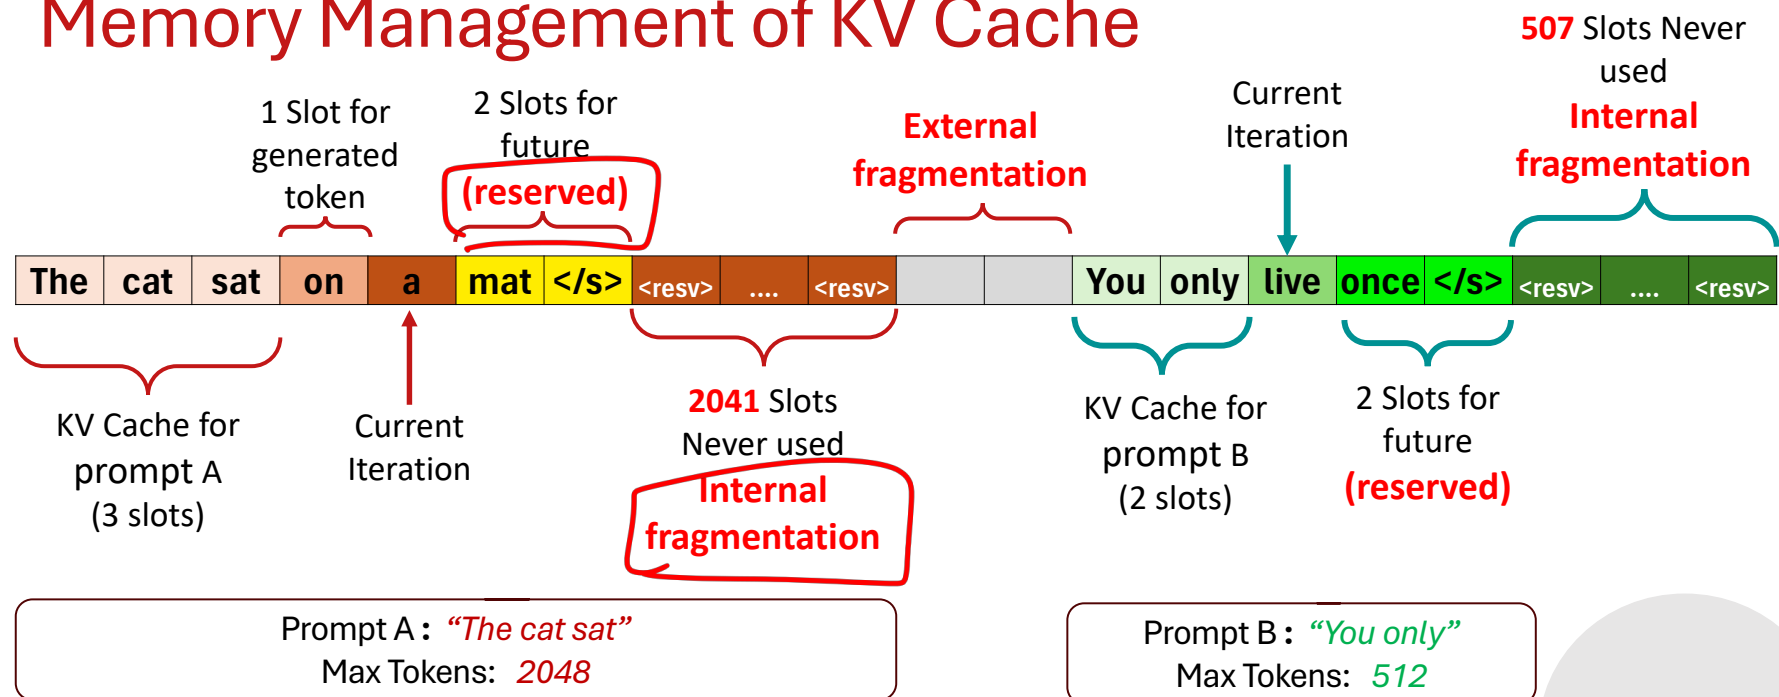 Memory Management of KV Cache
507 Slots Never
used
Internal
fragmentation
1 Slot for
generated
token
2 Slots for
future
(reserved)
External
fragmentation
Current
Iteration
The cat sat on a mat </s> <resv> .... <resv> You only live once </s> <resv> .... <resv>
KV Cache for
prompt A
(3 slots)
Current
Iteration
2041 Slots
Never used
Internal
fragmentation
KV Cache for
prompt B
(2 slots)
2 Slots for
future
(reserved)
Prompt A : “The cat sat”
Max Tokens: 2048
Prompt B : “You only”
Max Tokens: 512